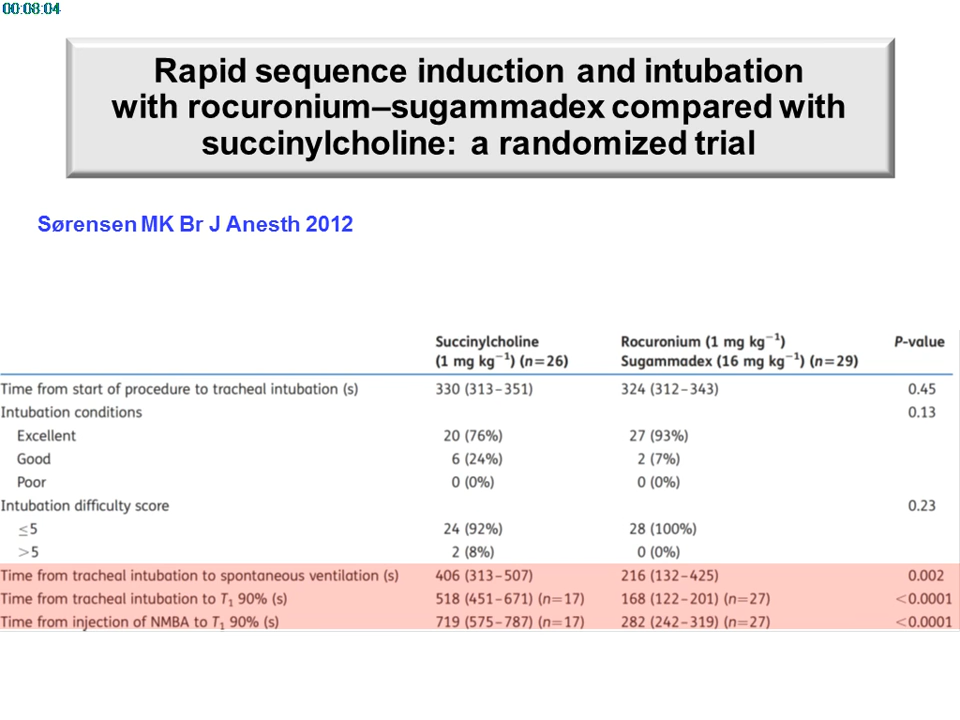 00:08:04
Rapid sequence induction and intubation
with rocuronium–sugammadex compared with
succinylcholine: a randomized trial
Sørensen MK Br J Anesth 2012
Succinylcholine Rocuronium (1 mg kg⁻¹) P-value
(1 mg kg⁻¹) (n=26) Sugammadex (16 mg kg⁻¹) (n=29)
Time from start of procedure to tracheal intubation (s) 330 (313–351) 324 (312–343) 0.45
Intubation conditions 0.13
Excellent 20 (76%) 27 (93%)
Good 6 (24%) 2 (7%)
Poor 0 (0%) 0 (0%)
Intubation difficulty score 0.23
≤5 24 (92%) 28 (100%)
>5 2 (8%) 0 (0%)
Time from tracheal intubation to spontaneous ventilation (s) 406 (313–507) 216 (132–425) 0.002
Time from tracheal intubation to T₁ 90% (s) 518 (451–671) (n=17) 168 (122–201) (n=27) <0.0001
Time from injection of NMBA to T₁ 90% (s) 719 (575–787) (n=17) 282 (242–319) (n=27) <0.0001